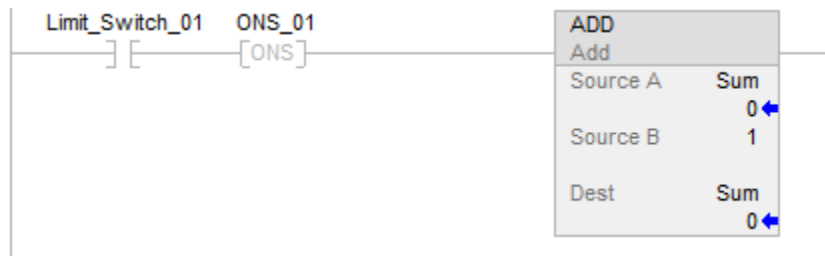 Limit_Switch_01 ONS_01 ADD
[ONS] Add
Source A Sum
0
Source B 1
Dest Sum
0